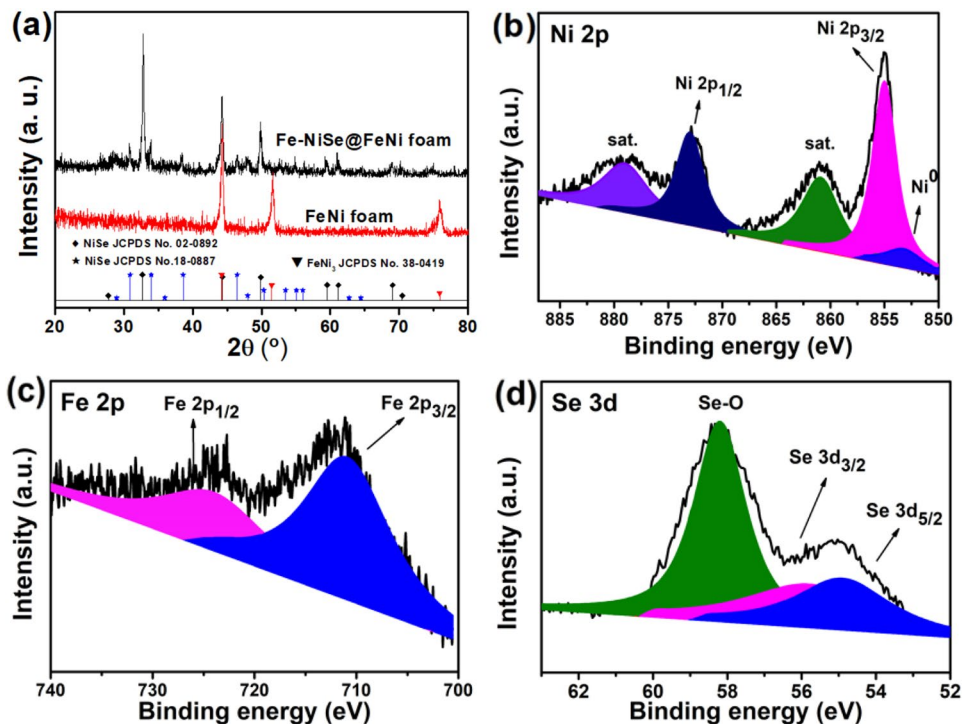 (a)
Fe-NiSe@FeNi foam
FeNi foam
◆ NiSe JCPDS No. 02-0892
★ NiSe JCPDS No.18-0887
▼ FeNi3 JCPDS No. 38-0419
Intensity (a. u.)
20 30 40 50 60 70 80
2θ (°)
(b)
Ni 2p
Ni 2p3/2
Ni 2p1/2
sat.
sat.
Ni0
Intensity (a.u.)
885 880 875 870 865 860 855 850
Binding energy (eV)
(c)
Fe 2p
Fe 2p1/2
Fe 2p3/2
Intensity (a.u.)
740 730 720 710 700
Binding energy (eV)
(d)
Se 3d
Se-O
Se 3d3/2
Se 3d5/2
Intensity (a.u.)
62 60 58 56 54 52
Binding energy (eV)